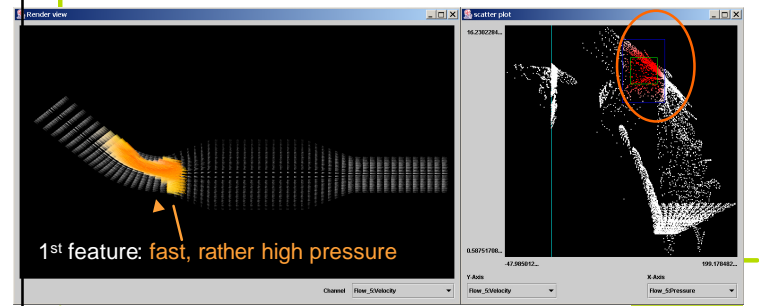 Render view
1st feature: fast, rather high pressure
Channel Flow_5:Velocity
scatter plot
16.2302294...
0.58751708...
-47.985012... 199.178482...
Y-Axis X-Axis
Flow_5:Velocity Flow_5:Pressure